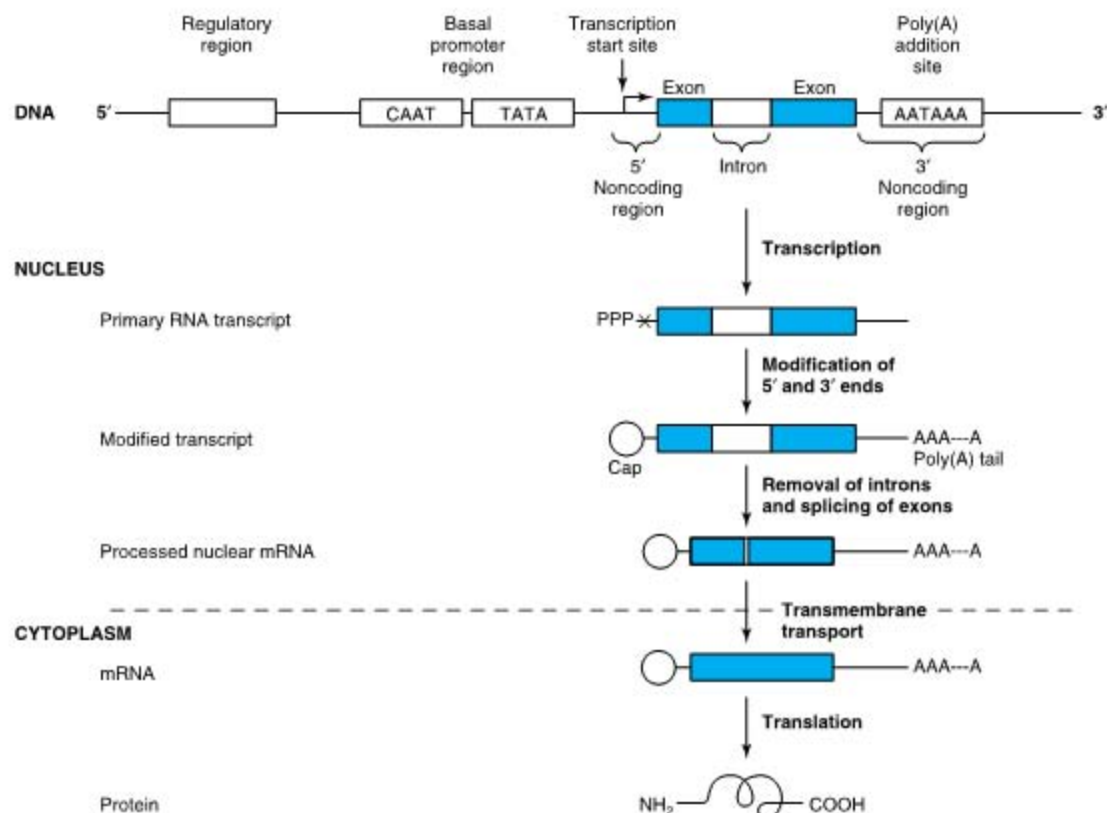 Regulatory
region
Basal
promoter
region
Transcription
start site
Poly(A)
addition
site
Exon
Exon
DNA
5′
CAAT
TATA
AATAAA
3′
5′
Noncoding
region
Intron
3′
Noncoding
region
Transcription
NUCLEUS
Primary RNA transcript
PPP
Modification of
5′ and 3′ ends
Modified transcript
Cap
AAA---A
Poly(A) tail
Removal of introns
and splicing of exons
Processed nuclear mRNA
AAA---A
Transmembrane
transport
CYTOPLASM
mRNA
AAA---A
Translation
Protein
NH₂
COOH